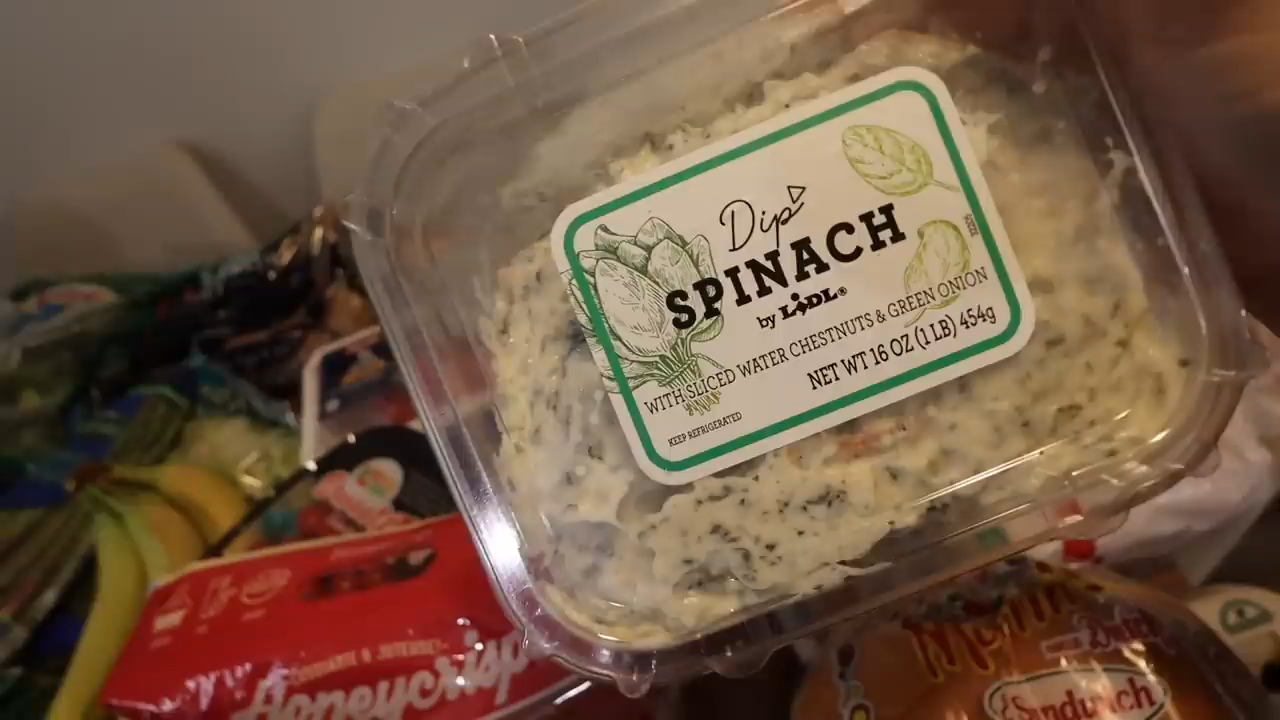 Dip
SPINACH
by LIDL®
WITH SLICED WATER CHESTNUTS & GREEN ONION
NET WT 16 OZ (1 LB) 454g
KEEP REFRIGERATED
Honeycrisp
Martin's
Sandwich